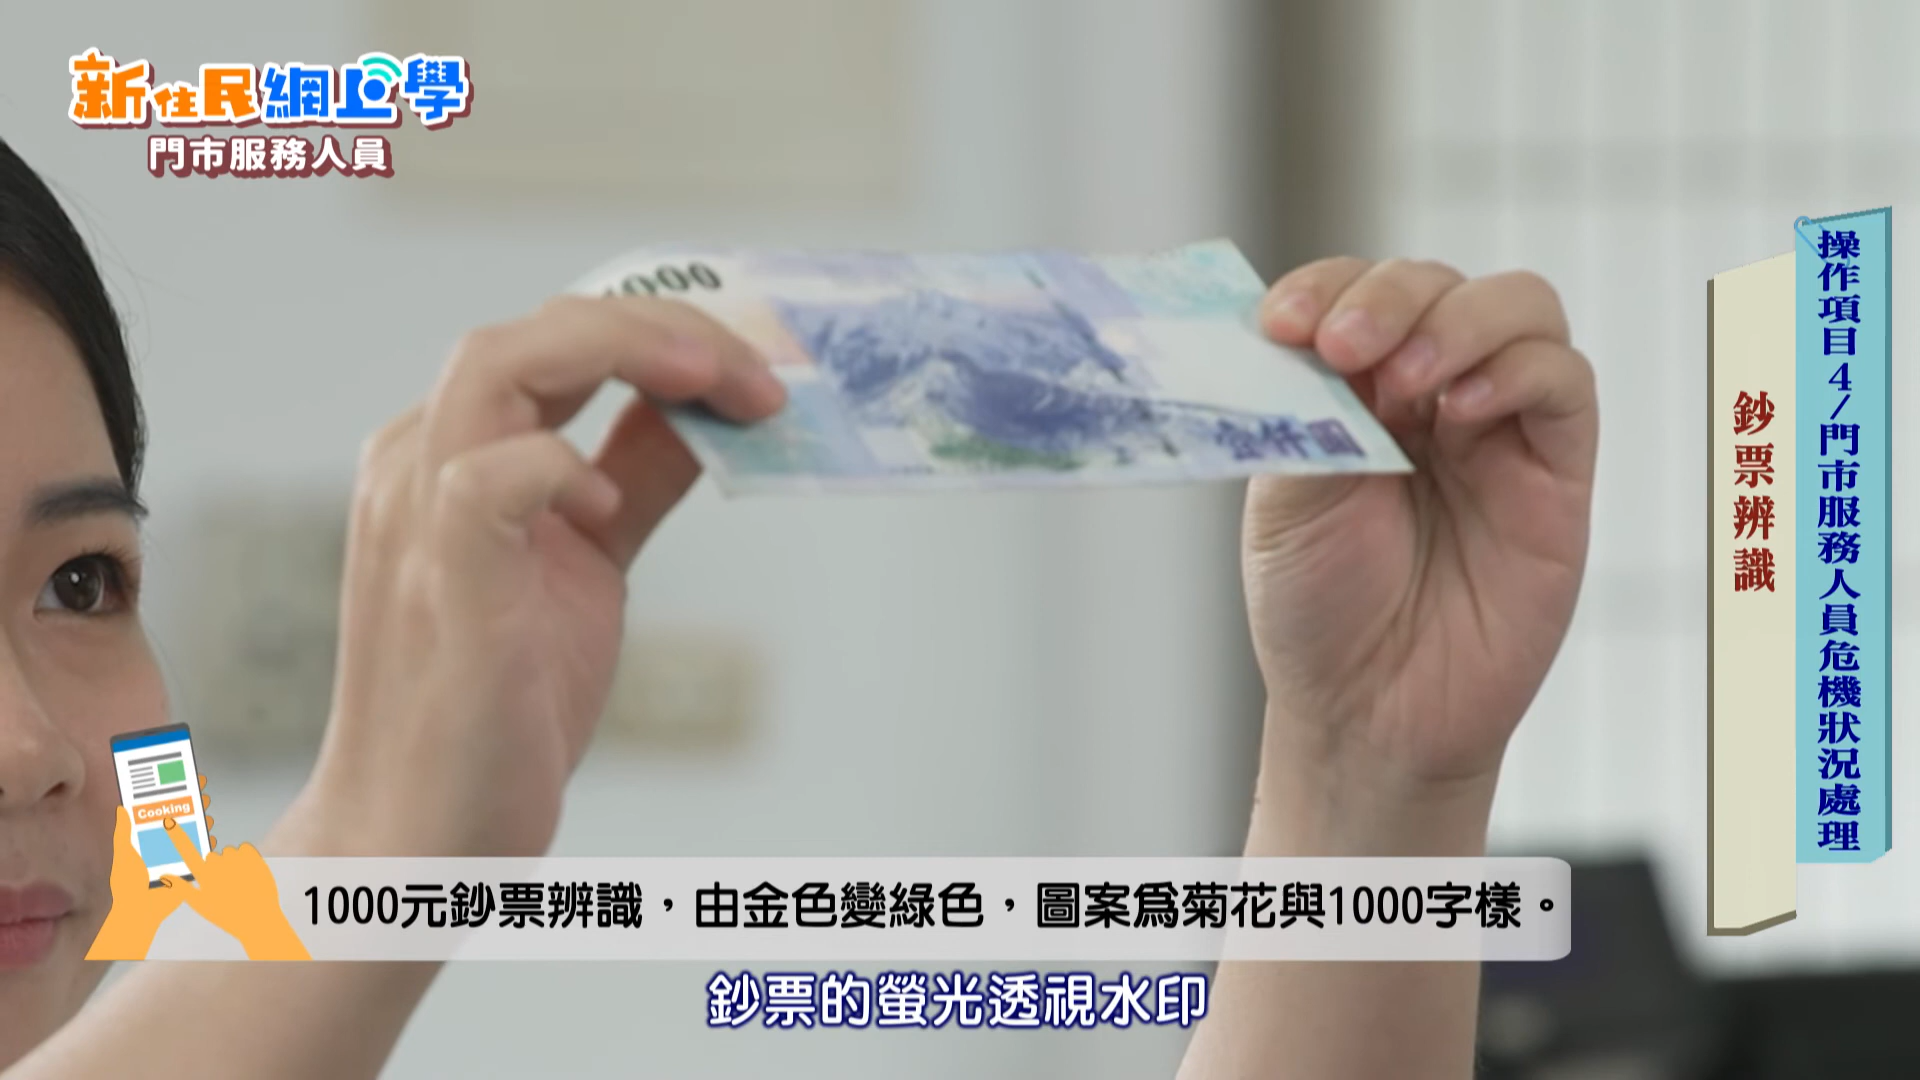 新住民網上學
門市服務人員
1000
壹仟圓
操作項目4/門市服務人員危機狀況處理
鈔票辨識
Cooking
1000元鈔票辨識，由金色變綠色，圖案為菊花與1000字樣。
鈔票的螢光透視水印